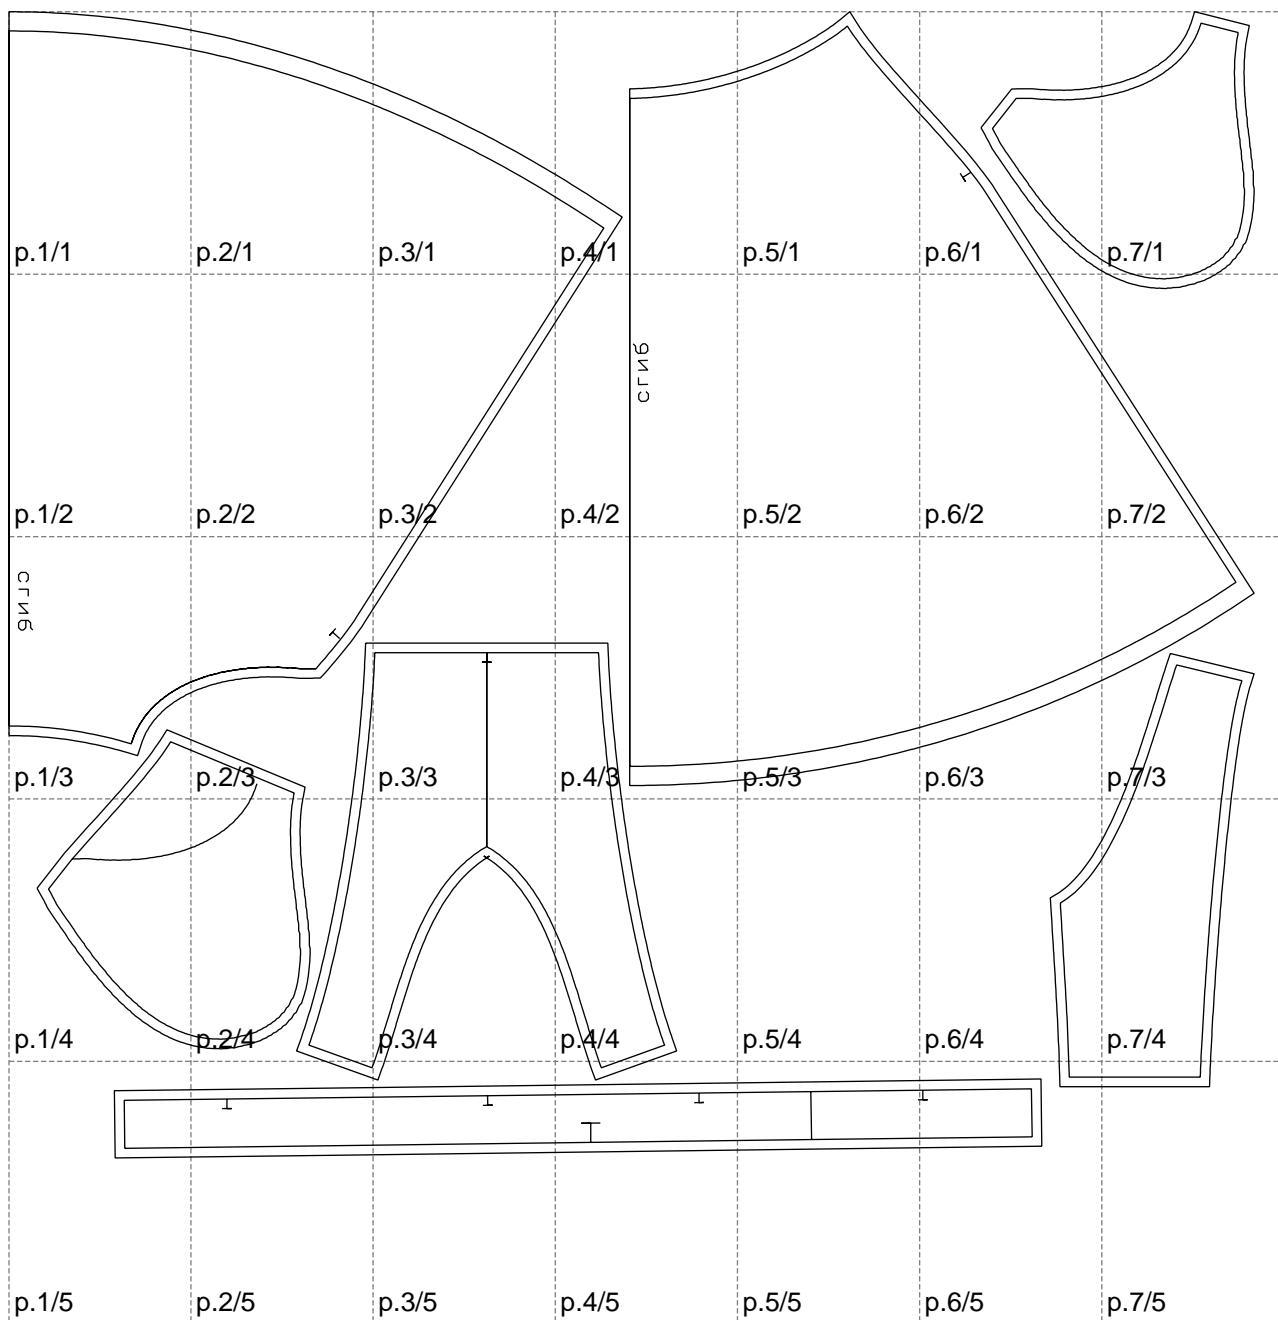 p.1/1 p.2/1 p.3/1 p.4/1 p.5/1 p.6/1 p.7/1
сгиб
p.1/2 p.2/2 p.3/2 p.4/2 p.5/2 p.6/2 p.7/2
сгиб
p.1/3 p.2/3 p.3/3 p.4/3 p.5/3 p.6/3 p.7/3
p.1/4 p.2/4 p.3/4 p.4/4 p.5/4 p.6/4 p.7/4
p.1/5 p.2/5 p.3/5 p.4/5 p.5/5 p.6/5 p.7/5